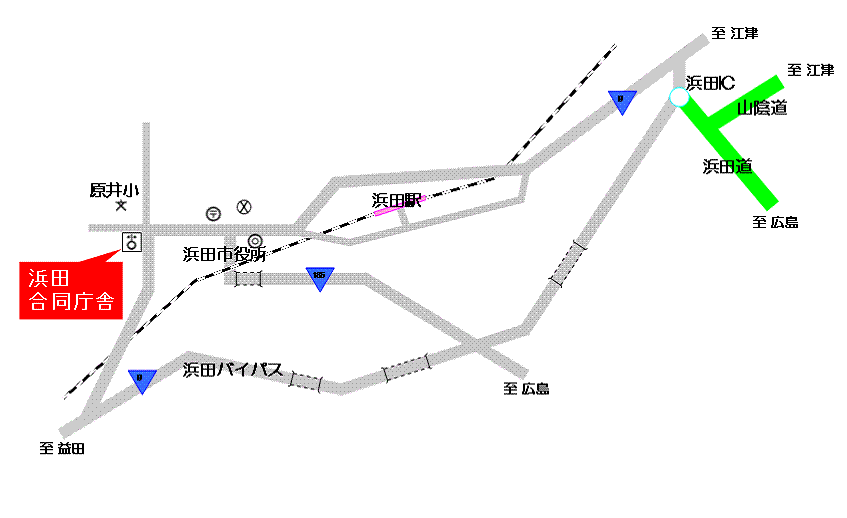 至 江津
至 江津
浜田IC
9
山陰道
浜田道
原井小
浜田駅
至 広島
浜田市役所
浜田
合同庁舎
浜田バイパス
9
至 広島
至 益田